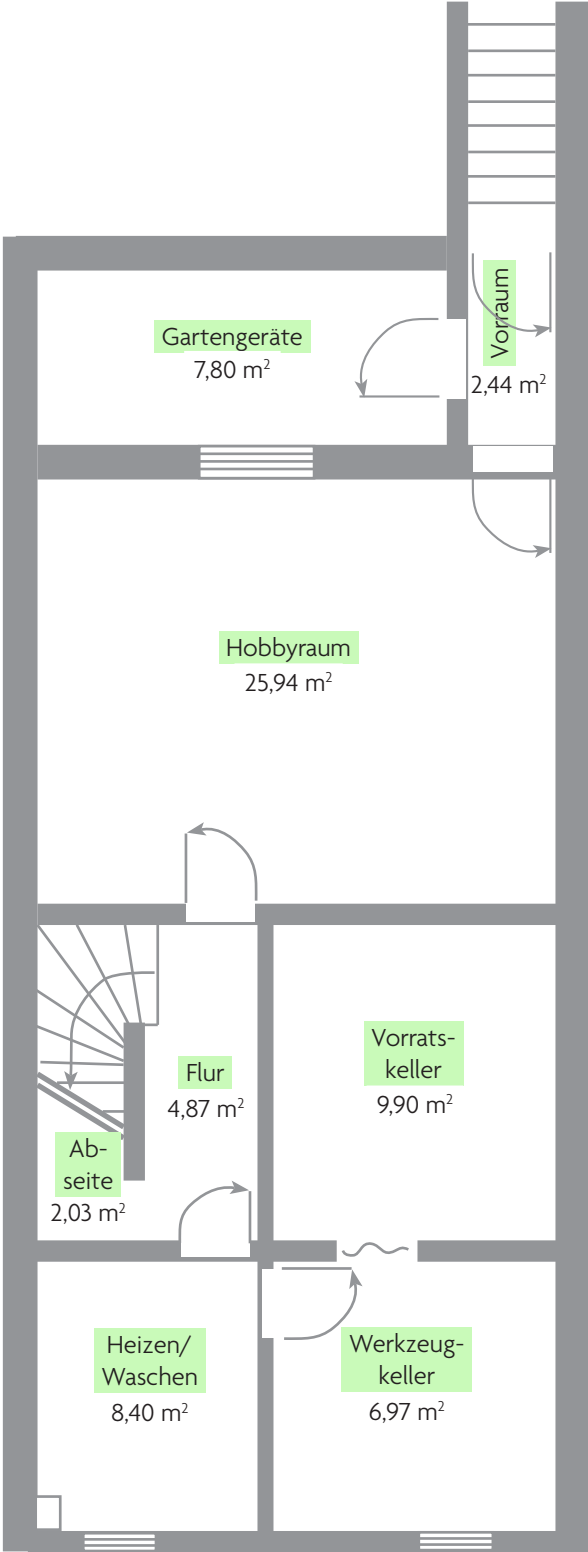 Gartengeräte
7,80 m²
Vorraum
2,44 m²
Hobbyraum
25,94 m²
Flur
4,87 m²
Vorrats-
keller
9,90 m²
Ab-
seite
2,03 m²
Heizen/
Waschen
8,40 m²
Werkzeug-
keller
6,97 m²